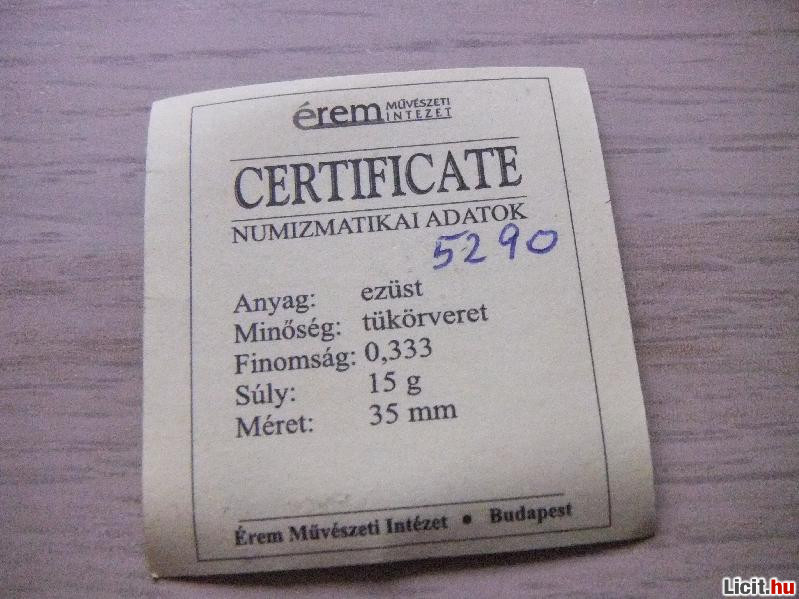 érem MŰVÉSZETI
INTÉZET
CERTIFICATE
NUMIZMATIKAI ADATOK
5290
Anyag: ezüst
Minőség: tükörveret
Finomság: 0,333
Súly: 15 g
Méret: 35 mm
Érem Művészeti Intézet • Budapest
Licit.hu